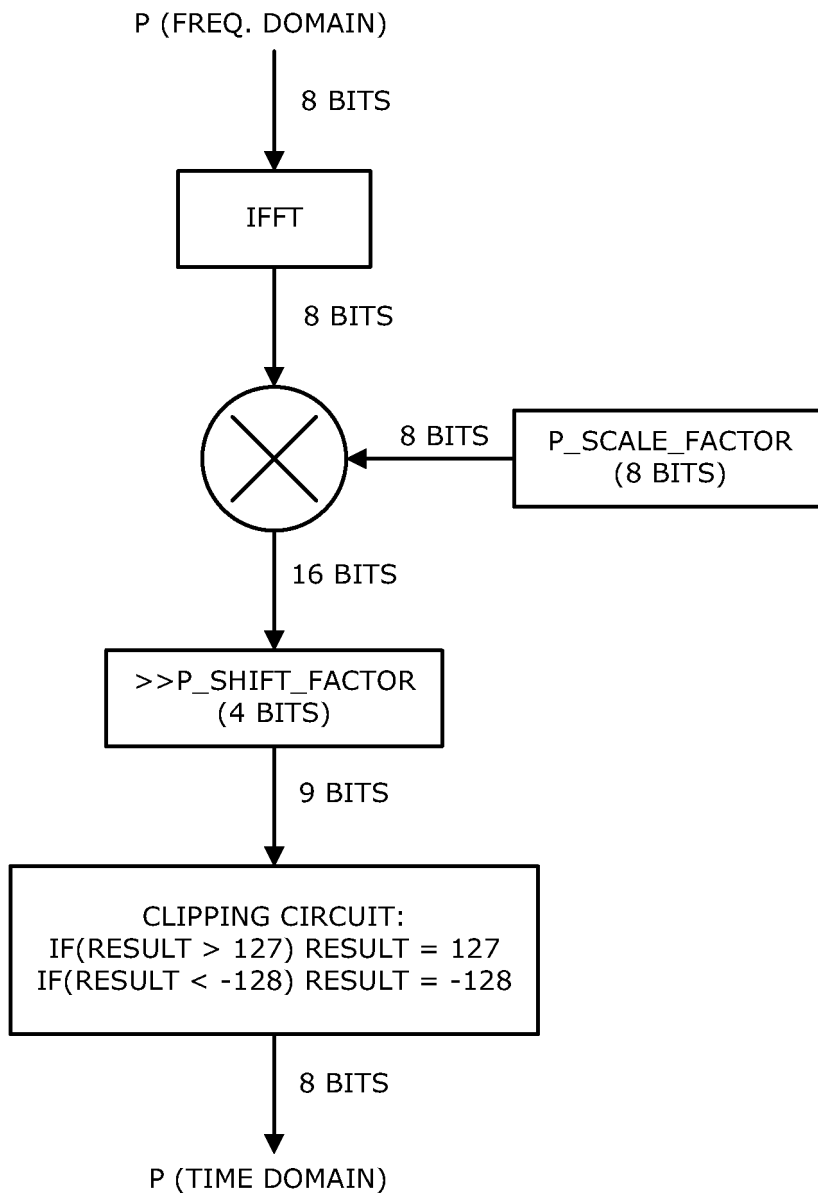 P (FREQ. DOMAIN)
8 BITS
IFFT
8 BITS
8 BITS
P_SCALE_FACTOR
(8 BITS)
16 BITS
>>P_SHIFT_FACTOR
(4 BITS)
9 BITS
CLIPPING CIRCUIT:
IF(RESULT > 127) RESULT = 127
IF(RESULT < -128) RESULT = -128
8 BITS
P (TIME DOMAIN)